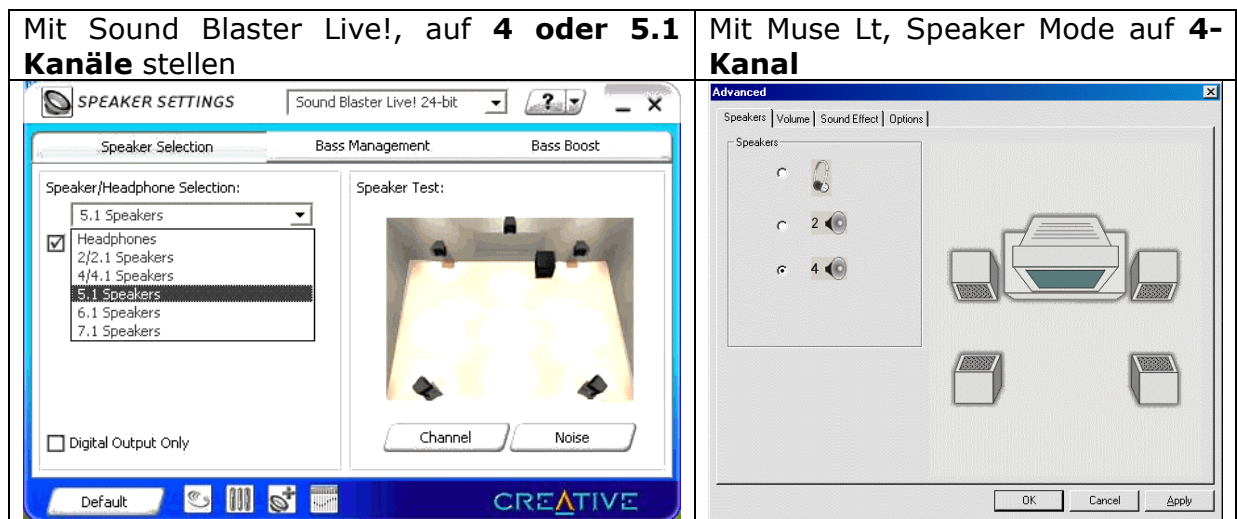 Mit Sound Blaster Live!, auf 4 oder 5.1
Kanäle stellen
SPEAKER SETTINGS
Sound Blaster Live! 24-bit
?
Speaker Selection
Bass Management
Bass Boost
Speaker/Headphone Selection:
5.1 Speakers
Headphones
2/2.1 Speakers
4/4.1 Speakers
5.1 Speakers
6.1 Speakers
7.1 Speakers
Digital Output Only
Speaker Test:
Channel
Noise
Default
CREATIVE
Mit Muse Lt, Speaker Mode auf 4-
Kanal
Advanced
Speakers
Volume
Sound Effect
Options
Speakers
2
4
OK
Cancel
Apply